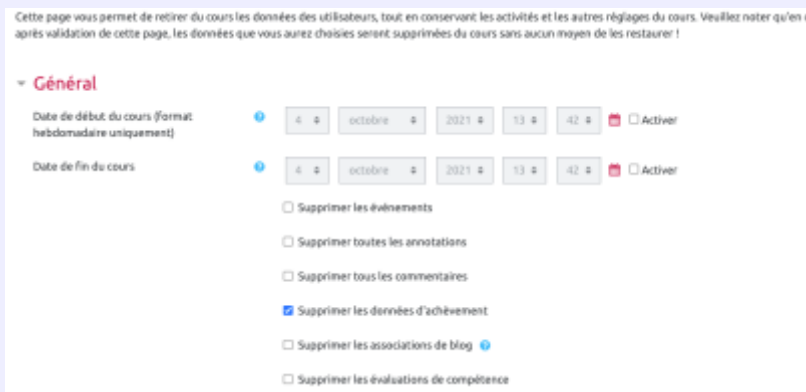 Cette page vous permet de retirer du cours les données des utilisateurs, tout en conservant les activités et les autres réglages du cours. Veuillez noter qu'en
après validation de cette page, les données que vous aurez choisies seront supprimées du cours sans aucun moyen de les restaurer !
Général
Date de début du cours (format
hebdomadaire uniquement)
4 octobre 2021 13 42 Activer
Date de fin du cours
4 octobre 2021 13 42 Activer
Supprimer les événements
Supprimer toutes les annotations
Supprimer tous les commentaires
Supprimer les données d'achèvement
Supprimer les associations de blog
Supprimer les évaluations de compétence